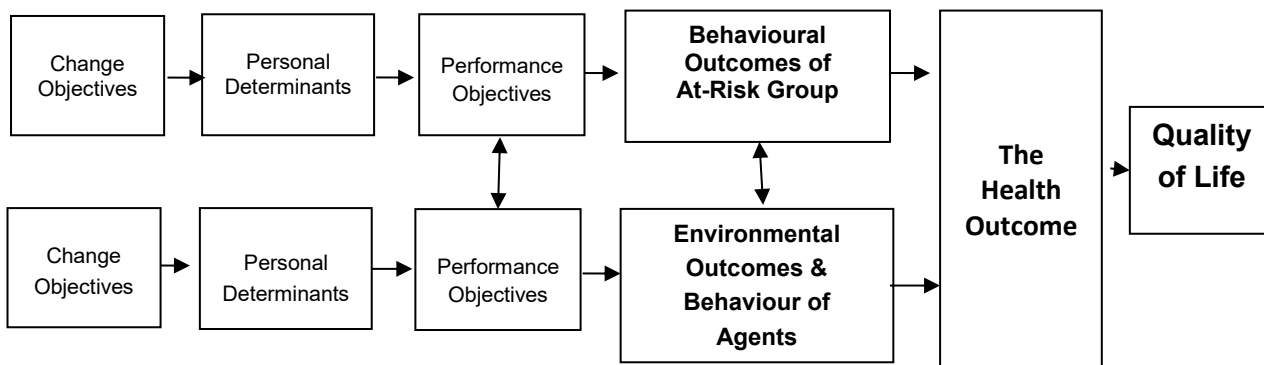 Change
Objectives
Personal
Determinants
Performance
Objectives
Behavioural
Outcomes of
At-Risk Group
The
Health
Outcome
Quality
of Life
Change
Objectives
Personal
Determinants
Performance
Objectives
Environmental
Outcomes &
Behaviour of
Agents